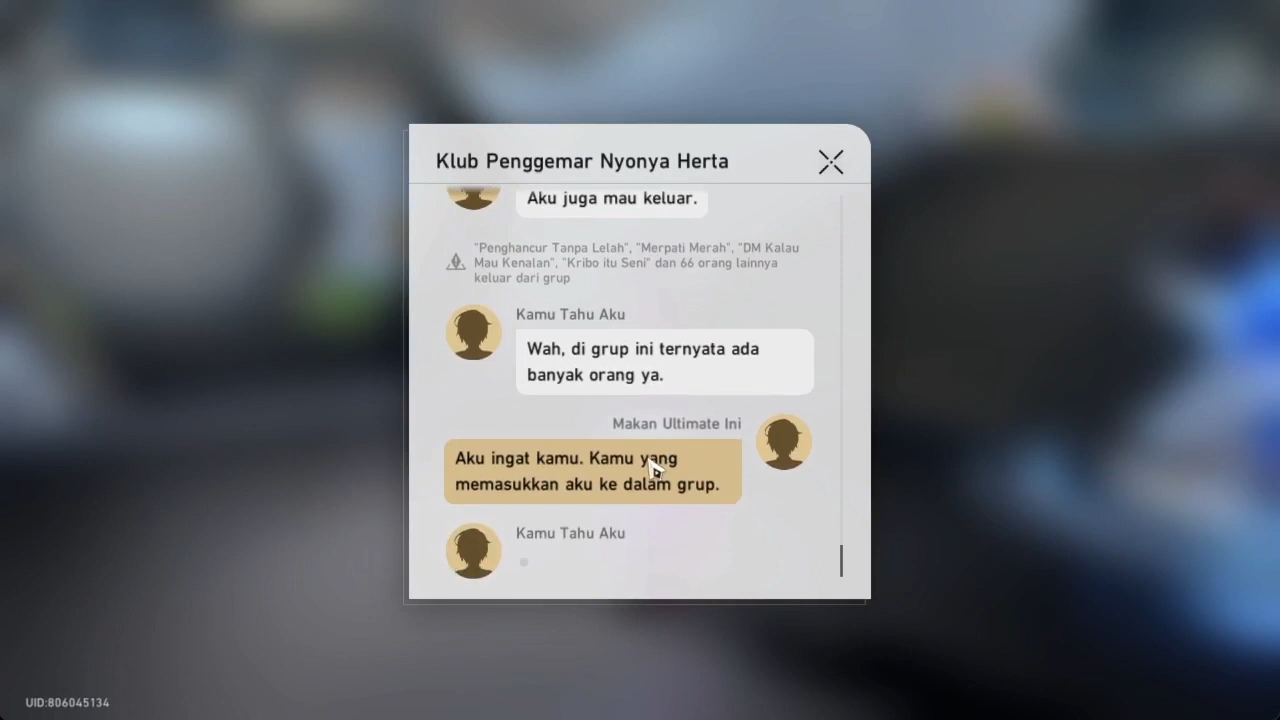 Klub Penggemar Nyonya Herta
Aku juga mau keluar.
"Penghancur Tanpa Lelah", "Merpati Merah", "DM Kalau
Mau Kenalan", "Kribo itu Seni" dan 66 orang lainnya
keluar dari grup
Kamu Tahu Aku
Wah, di grup ini ternyata ada
banyak orang ya.
Makan Ultimate Ini
Aku ingat kamu. Kamu yang
memasukkan aku ke dalam grup.
Kamu Tahu Aku
UID:806045134